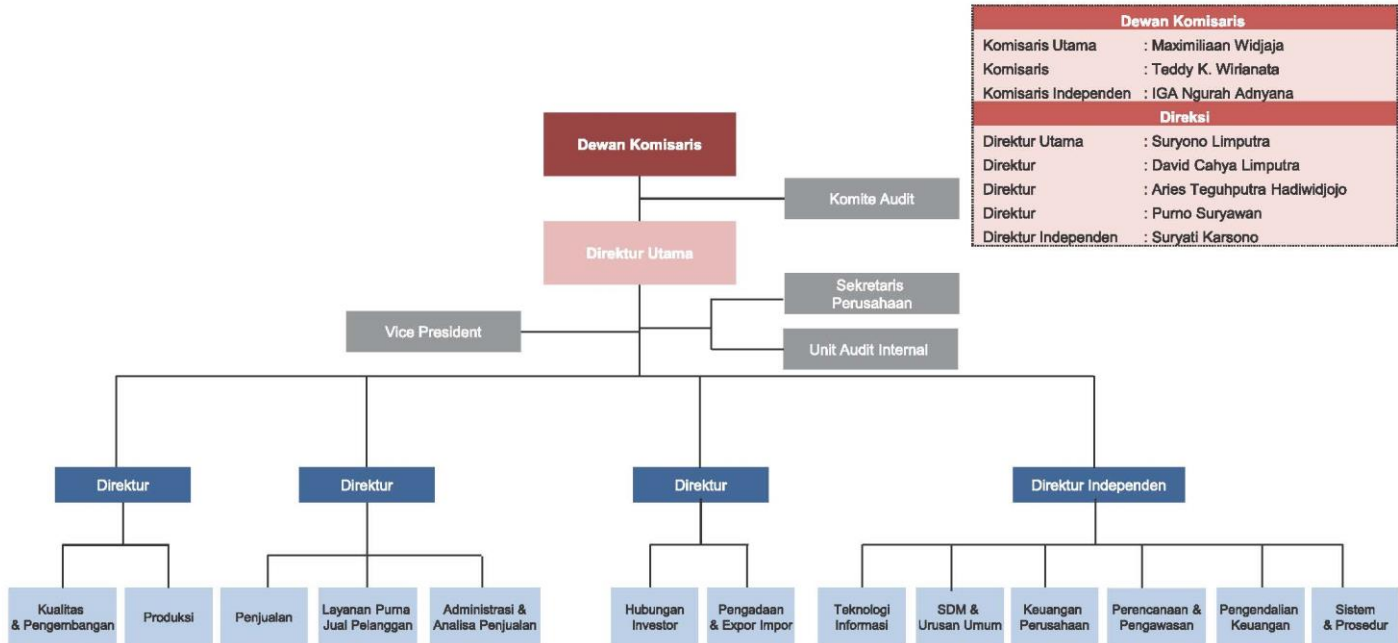 Dewan Komisaris
Komisaris Utama : Maximiliaan Widjaja
Komisaris : Teddy K. Wirianata
Komisaris Independen : IGA Ngurah Adnyana
Direksi
Direktur Utama : Suryono Limputra
Direktur : David Cahya Limputra
Direktur : Aries Teguhputra Hadiwidjojo
Direktur : Purno Suryawan
Direktur Independen : Suryati Karsono
Dewan Komisaris
Komite Audit
Direktur Utama
Sekretaris
Perusahaan
Vice President
Unit Audit Internal
Direktur
Direktur
Direktur
Direktur Independen
Kualitas
& Pengembangan
Produksi
Penjualan
Layanan Purna
Jual Pelanggan
Administrasi &
Analisa Penjualan
Hubungan
Investor
Pengadaan
& Expor Impor
Teknologi
Informasi
SDM &
Urusan Umum
Keuangan
Perusahaan
Perencanaan &
Pengawasan
Pengendalian
Keuangan
Sistem
& Prosedur